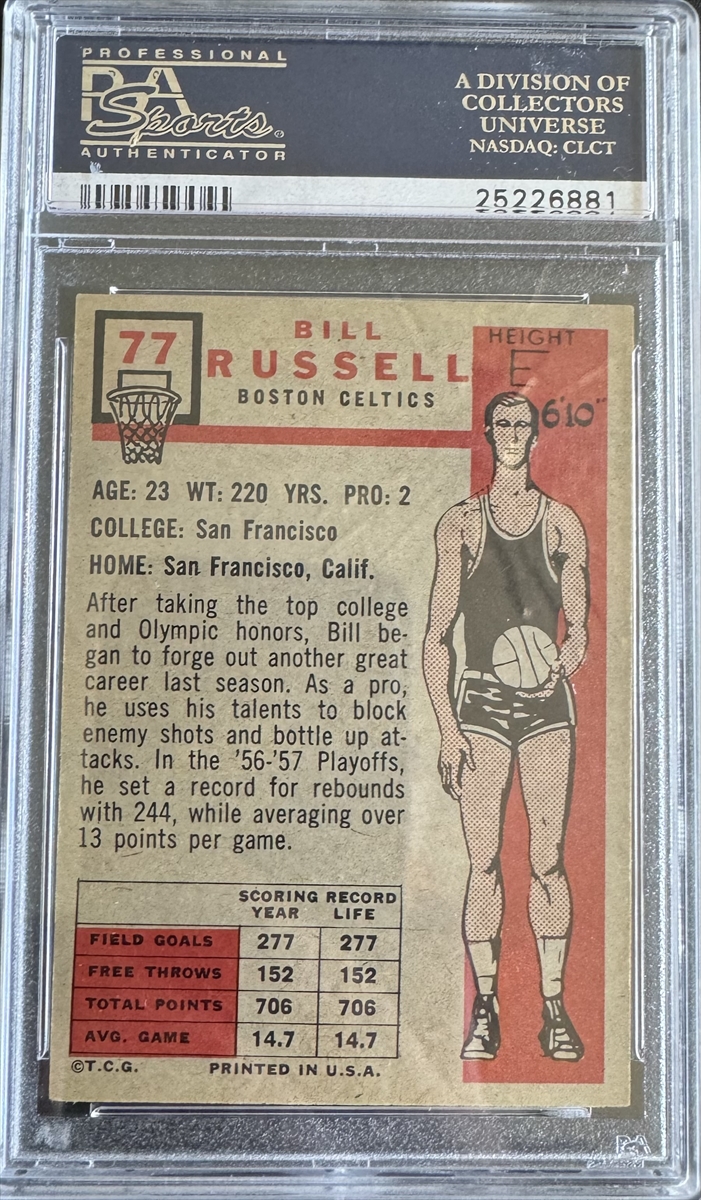 PROFESSIONAL
PSA
Sports
AUTHENTICATOR
A DIVISION OF
COLLECTORS
UNIVERSE
NASDAQ: CLCT
25226881
77
BILL
RUSSELL
BOSTON CELTICS
HEIGHT
E
6'10"
AGE: 23 WT: 220 YRS. PRO: 2
COLLEGE: San Francisco
HOME: San Francisco, Calif.
After taking the top college
and Olympic honors, Bill be-
gan to forge out another great
career last season. As a pro,
he uses his talents to block
enemy shots and bottle up at-
tacks. In the '56-'57 Playoffs,
he set a record for rebounds
with 244, while averaging over
13 points per game.
SCORING RECORD
YEAR LIFE
FIELD GOALS 277 277
FREE THROWS 152 152
TOTAL POINTS 706 706
AVG. GAME 14.7 14.7
©T.C.G. PRINTED IN U.S.A.
PSA